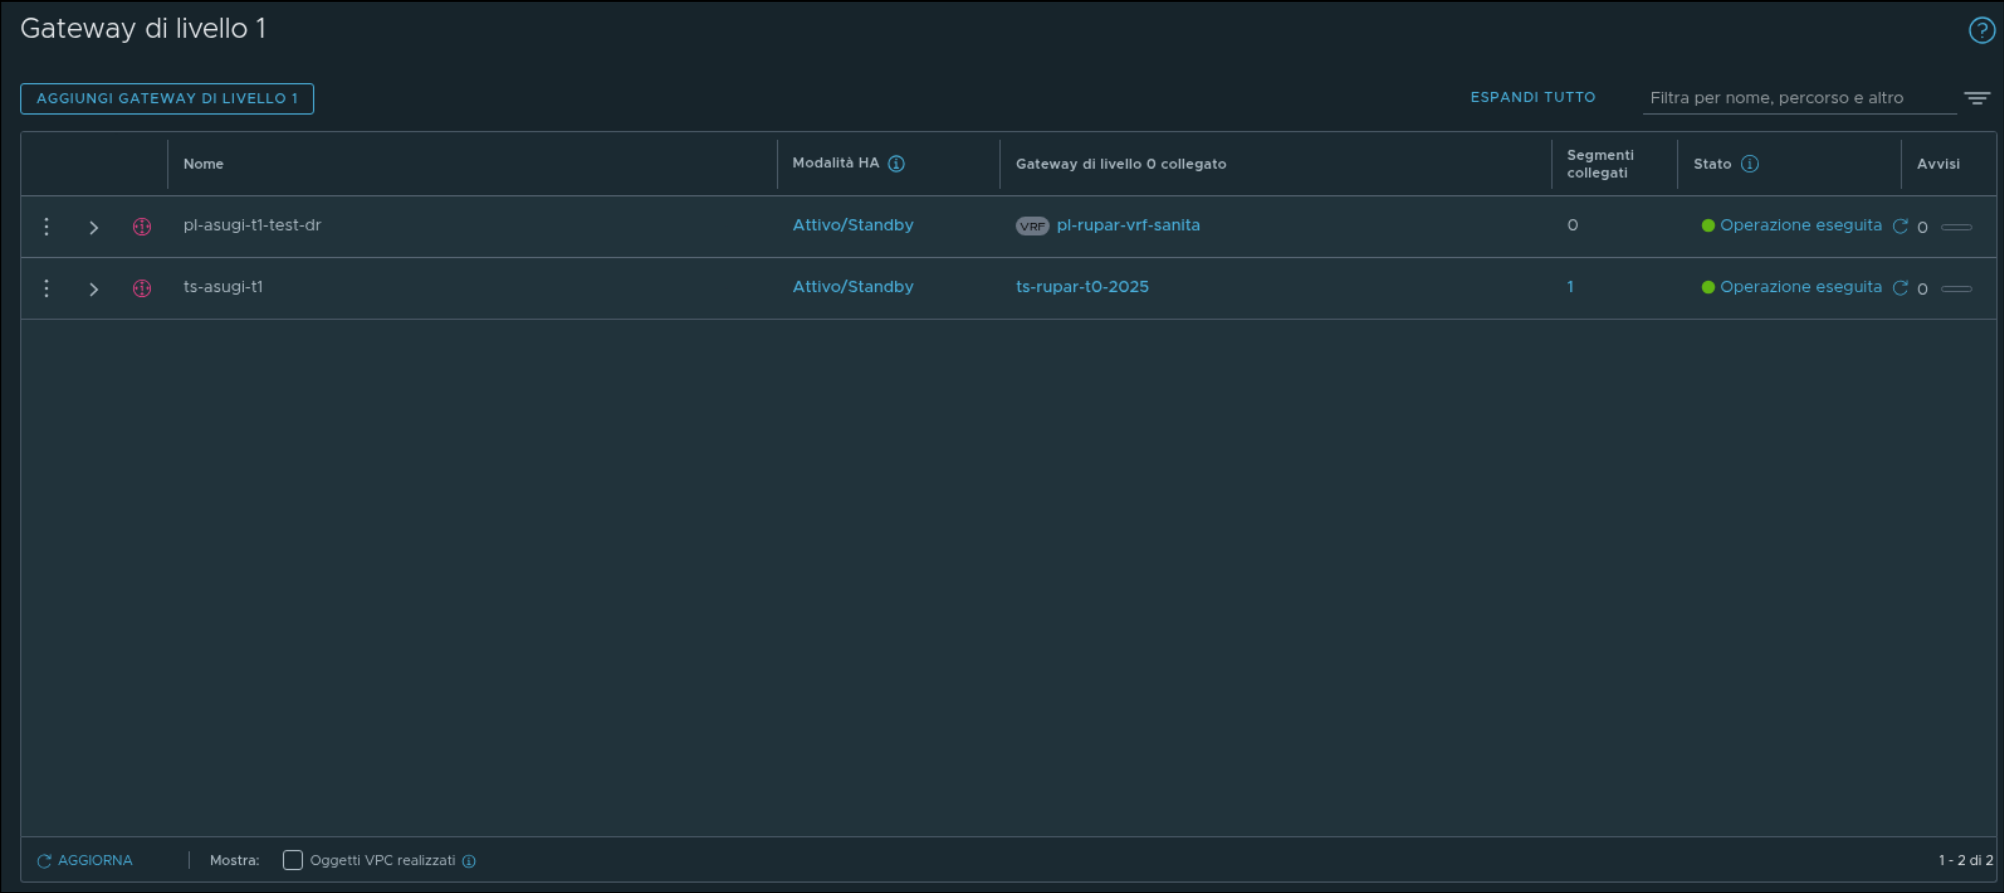 Gateway di livello 1
AGGIUNGI GATEWAY DI LIVELLO 1
ESPANDI TUTTO
Filtra per nome, percorso e altro
Nome
Modalità HA
Gateway di livello 0 collegato
Segmenti
collegati
Stato
Avvisi
pl-asugi-t1-test-dr
Attivo/Standby
VRF pl-rupar-vrf-sanita
0
Operazione eseguita
0
ts-asugi-t1
Attivo/Standby
ts-rupar-t0-2025
1
Operazione eseguita
0
AGGIORNA
Mostra:
Oggetti VPC realizzati
1 - 2 di 2